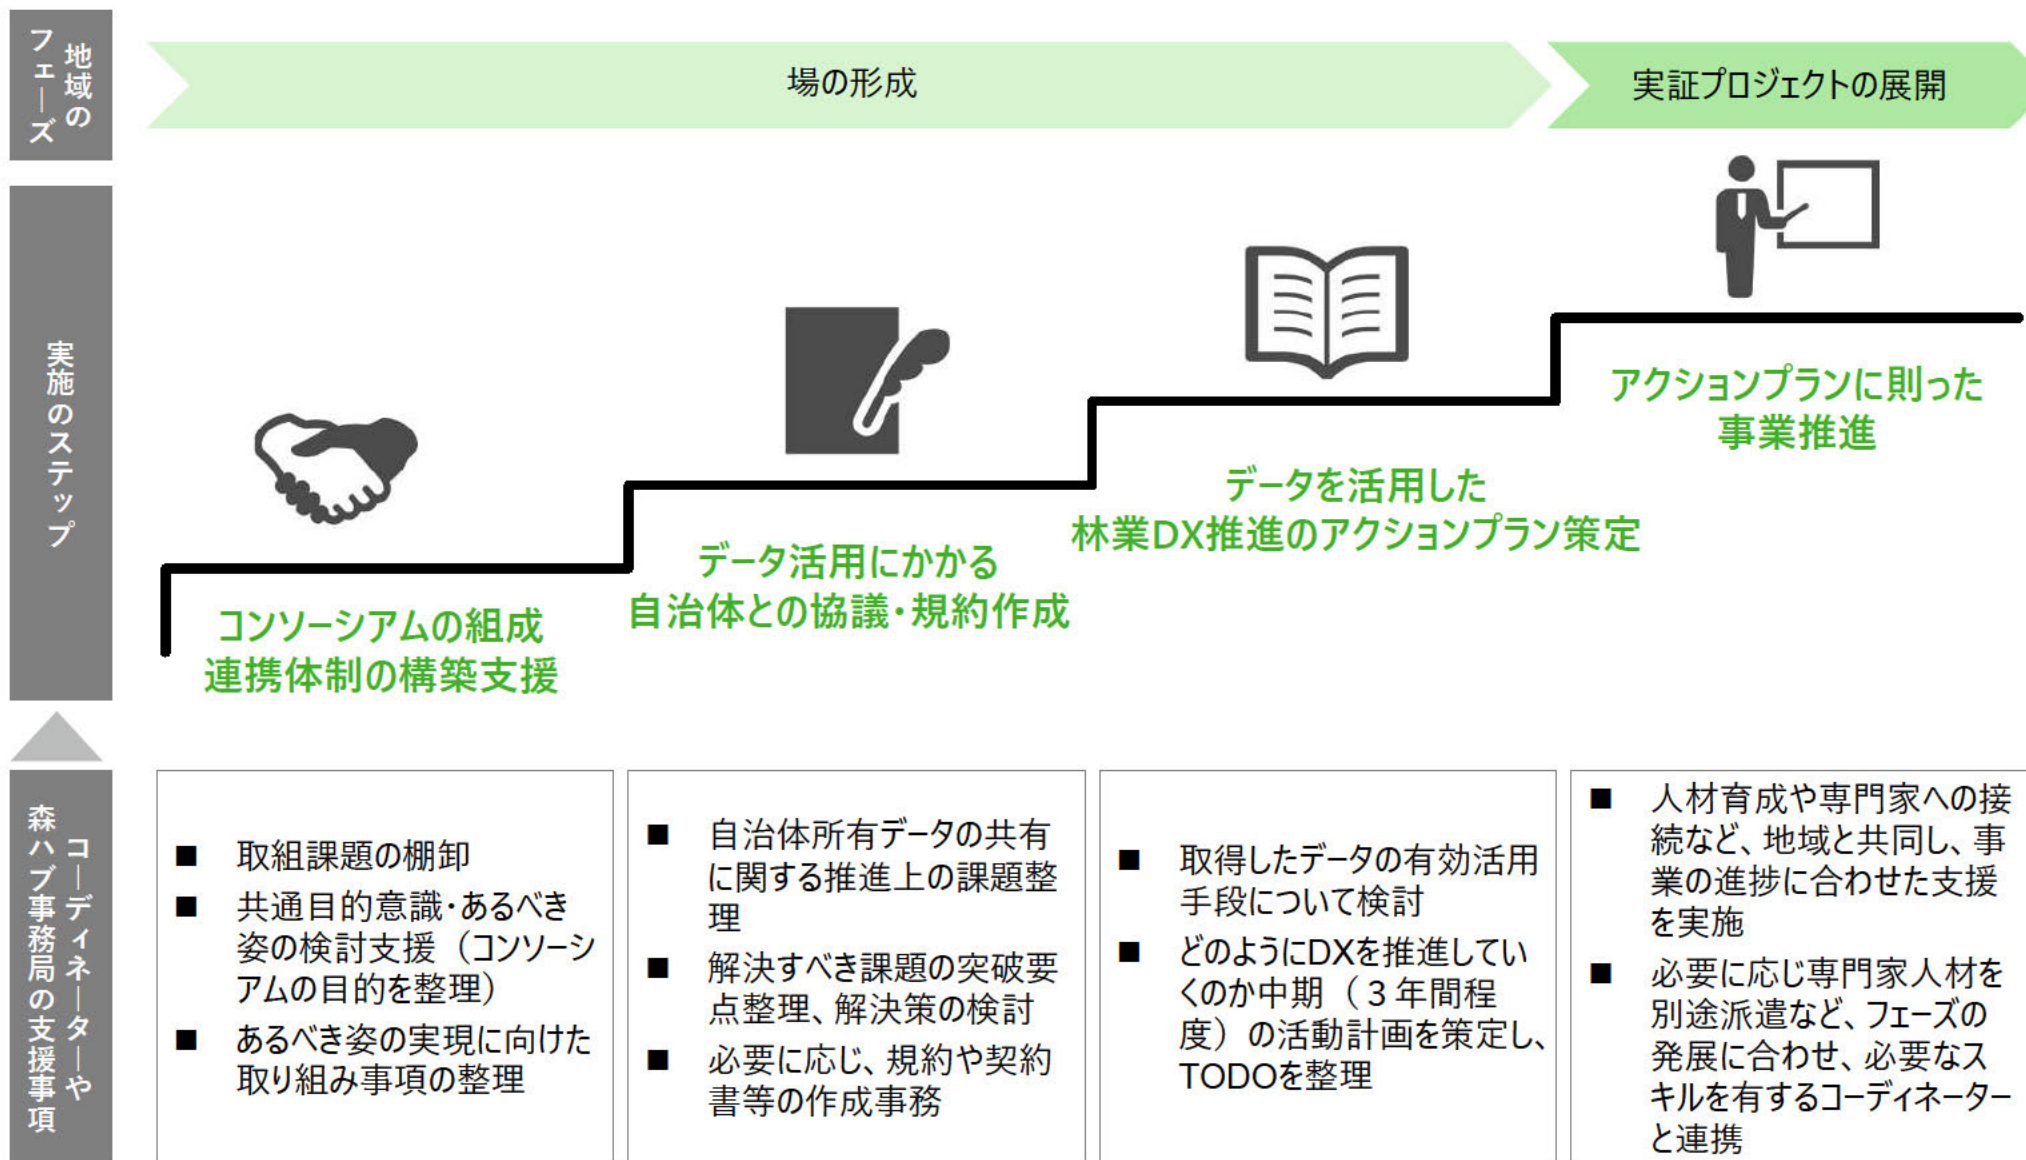 地域の
フェーズ
場の形成
実証プロジェクトの展開
実施のステップ
コンソーシアムの組成
連携体制の構築支援
データ活用にかかる
自治体との協議・規約作成
データを活用した
林業DX推進のアクションプラン策定
アクションプランに則った
事業推進
コーディネーターや
森ハブ事務局の支援事項
■ 取組課題の棚卸
■ 共通目的意識・あるべき
姿の検討支援（コンソーシ
アムの目的を整理）
■ あるべき姿の実現に向けた
取り組み事項の整理
■ 自治体所有データの共有
に関する推進上の課題整
理
■ 解決すべき課題の突破要
点整理、解決策の検討
■ 必要に応じ、規約や契約
書等の作成事務
■ 取得したデータの有効活用
手段について検討
■ どのようにDXを推進してい
くのか中期（３年間程
度）の活動計画を策定し、
TODOを整理
■ 人材育成や専門家への接
続など、地域と共同し、事
業の進捗に合わせた支援
を実施
■ 必要に応じ専門家人材を
別途派遣など、フェーズの
発展に合わせ、必要なス
キルを有するコーディネーター
と連携